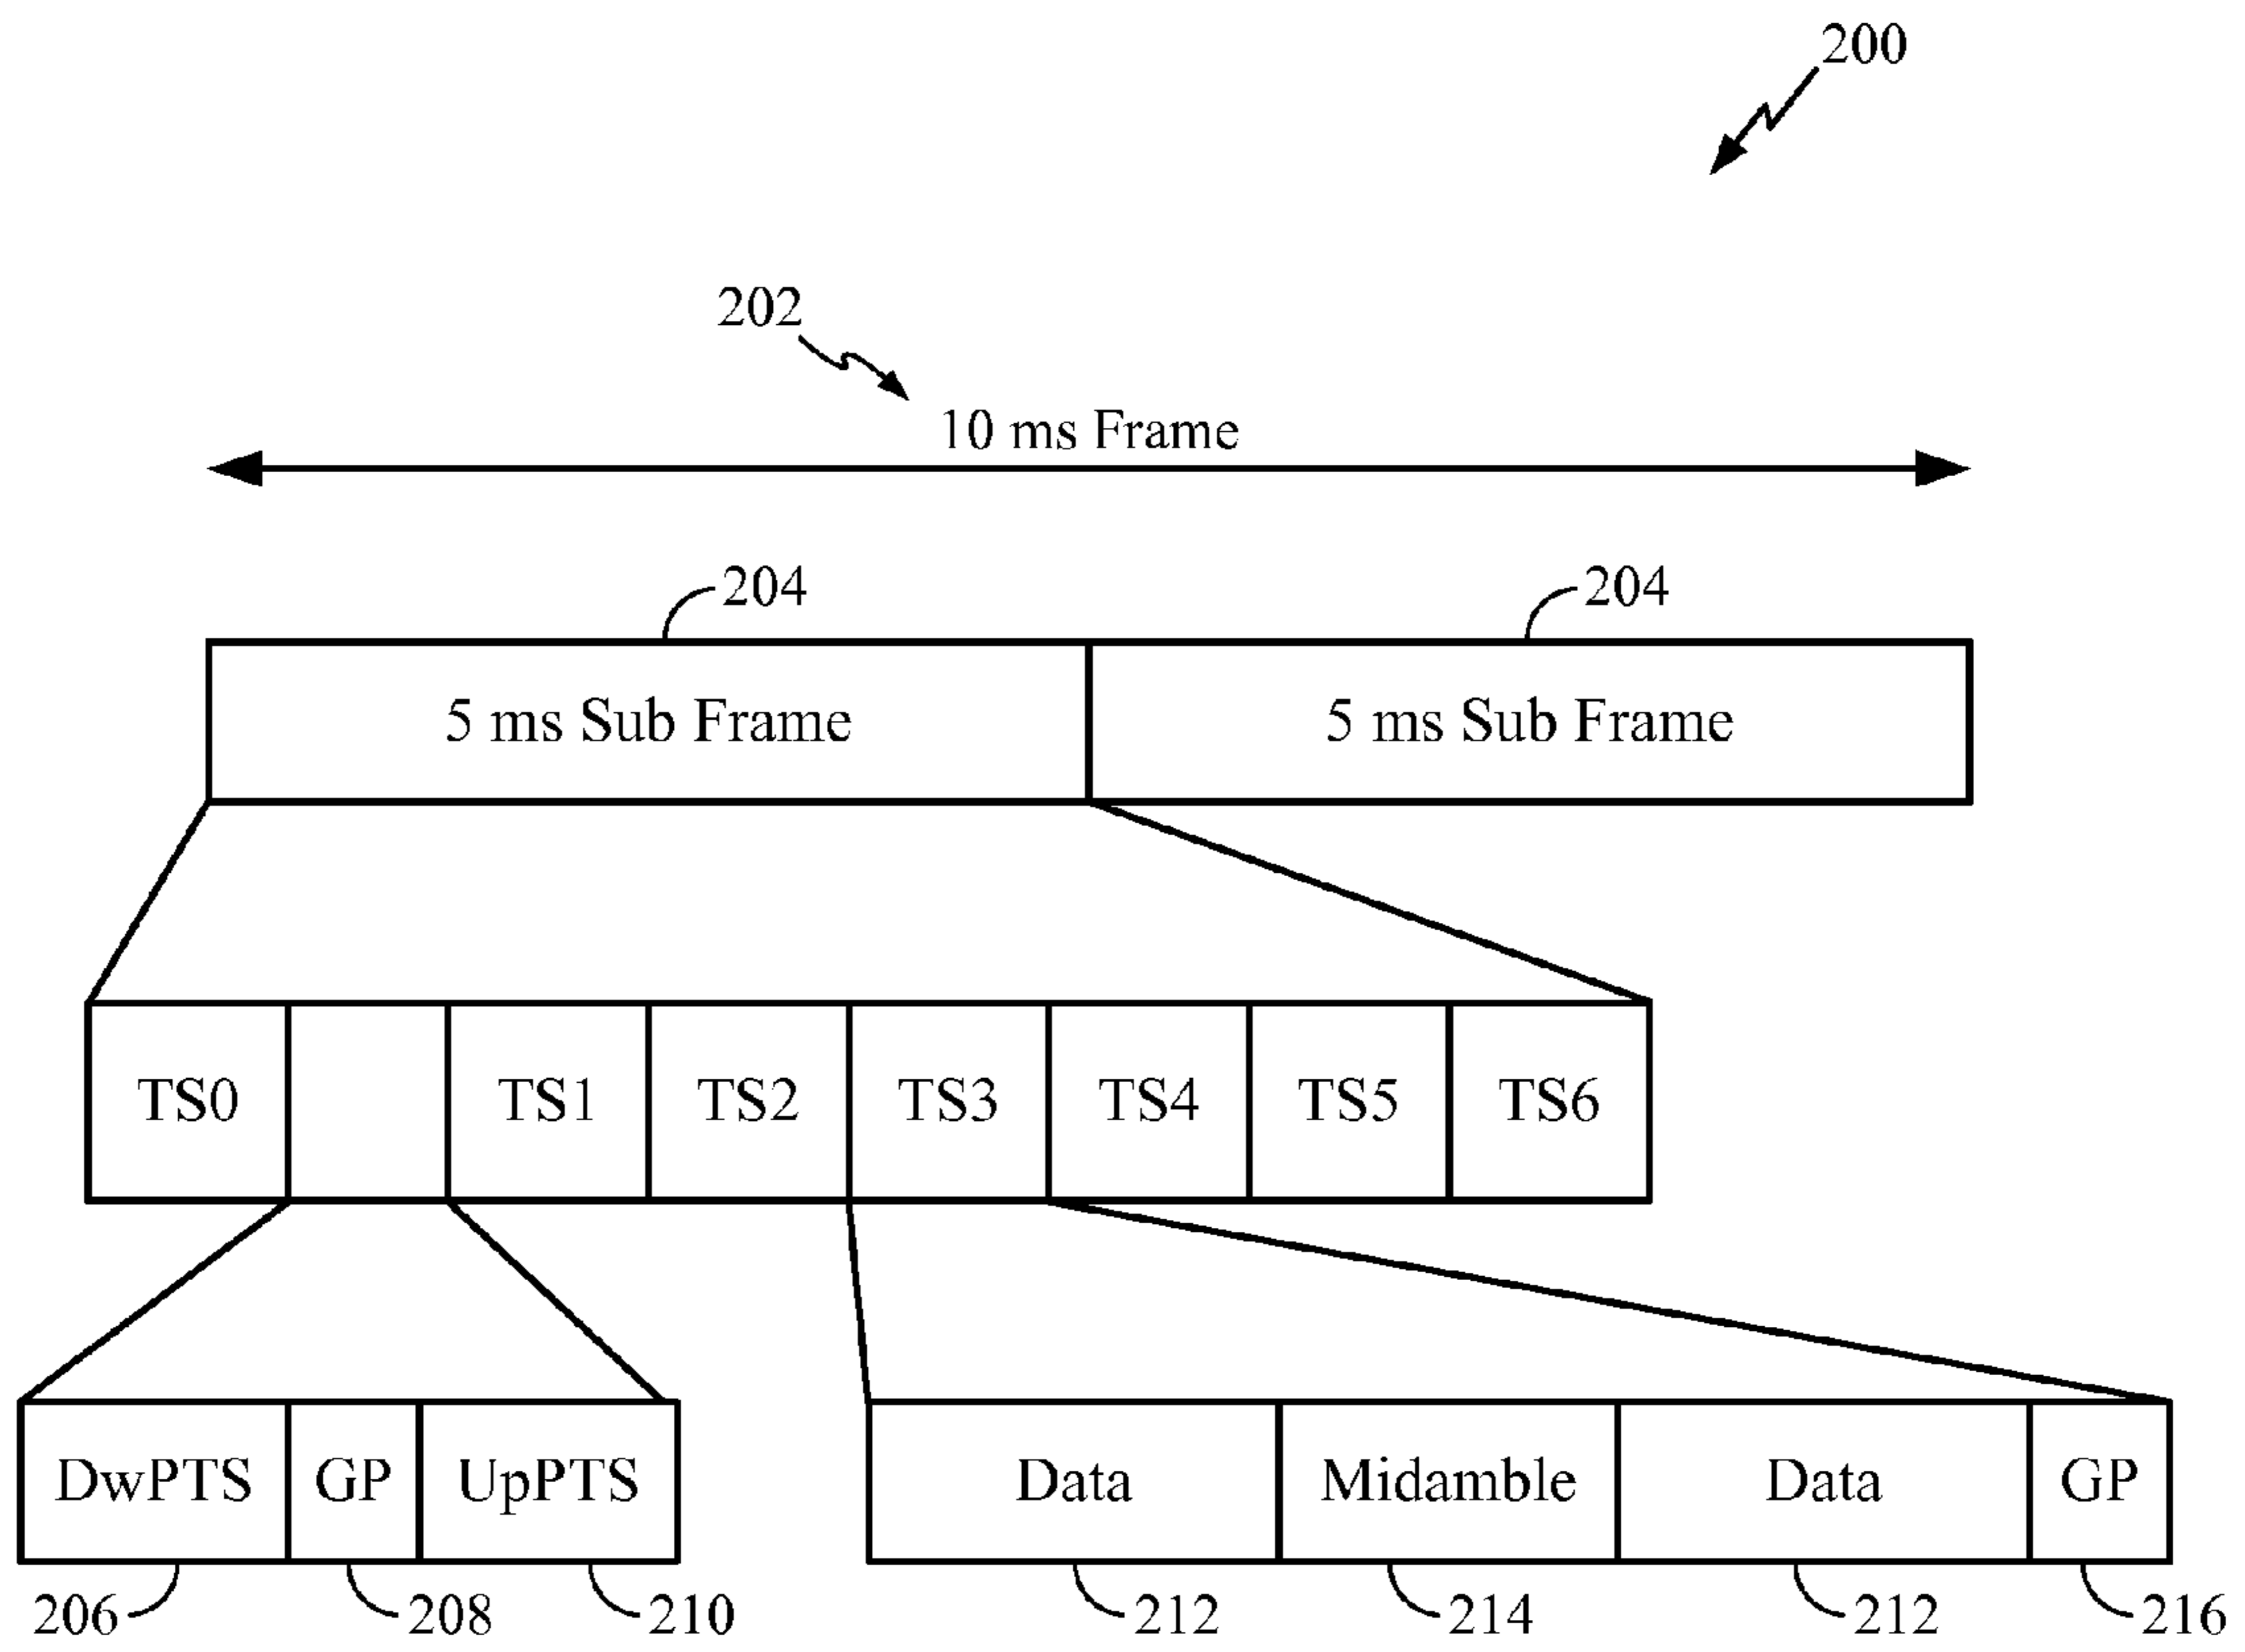 200
202
10 ms Frame
204 204
5 ms Sub Frame 5 ms Sub Frame
TS0 TS1 TS2 TS3 TS4 TS5 TS6
DwPTS GP UpPTS Data Midamble Data GP
206 208 210 212 214 212 216